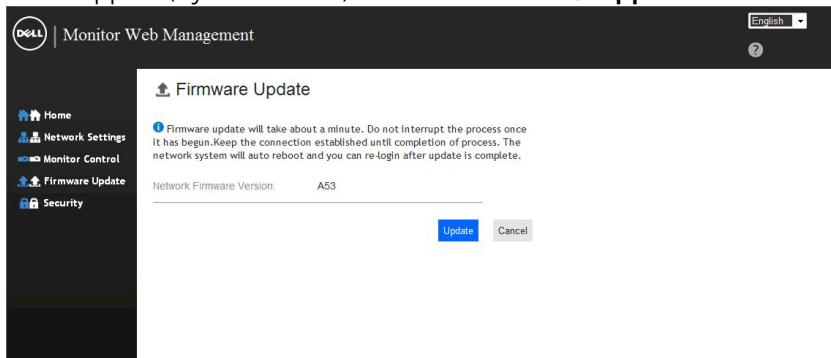 DELL | Monitor Web Management
English
?
Firmware Update
Home
Network Settings
Monitor Control
Firmware Update
Security
Firmware update will take about a minute. Do not interrupt the process once
it has begun.Keep the connection established until completion of process. The
network system will auto reboot and you can re-login after update is complete.
Network Firmware Version: A53
Update Cancel